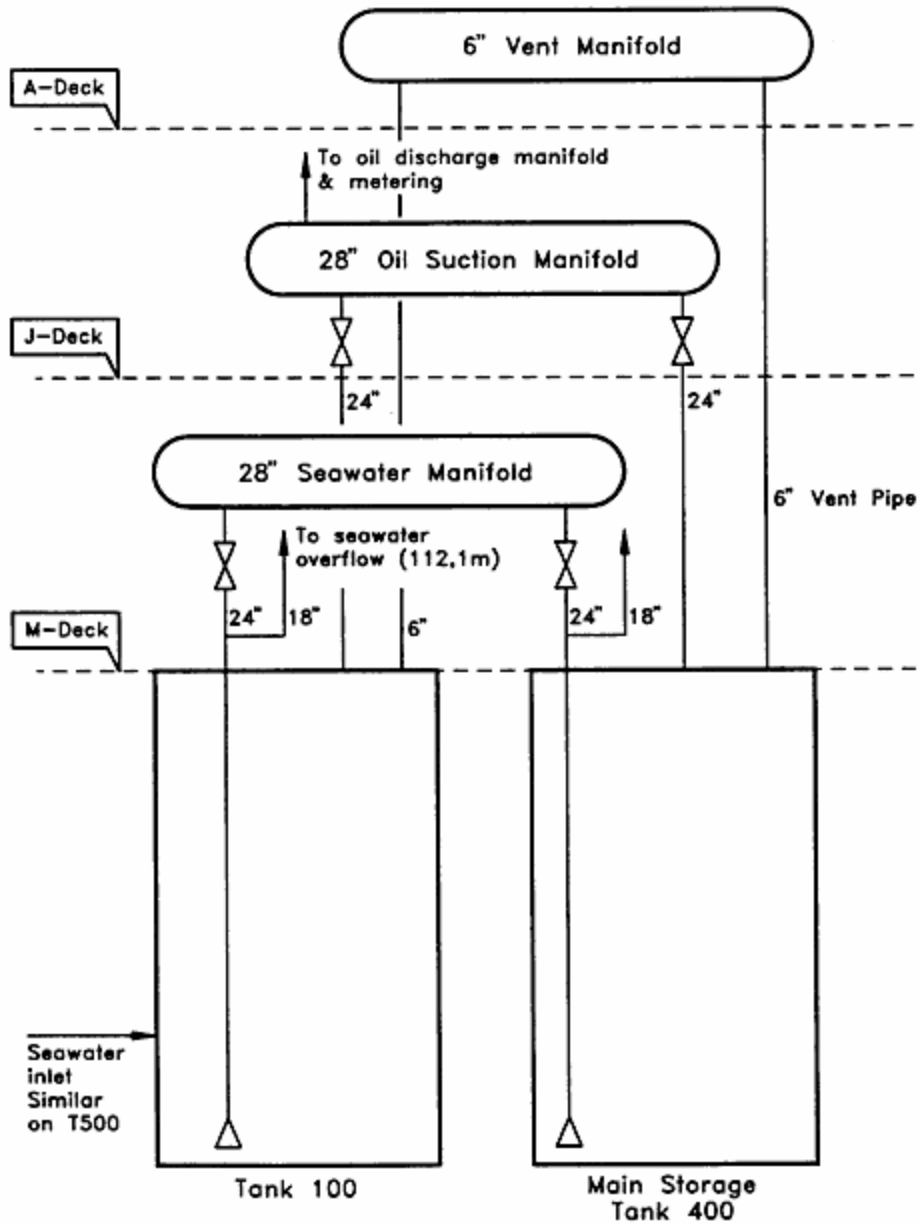 6" Vent Manifold
A-Deck
To oil discharge manifold
& metering
28" Oil Suction Manifold
J-Deck
24"
24"
28" Seawater Manifold
6" Vent Pipe
To seawater
overflow (112,1m)
24"
18"
6"
24"
18"
M-Deck
Seawater
inlet
Similar
on T500
Tank 100
Main Storage
Tank 400